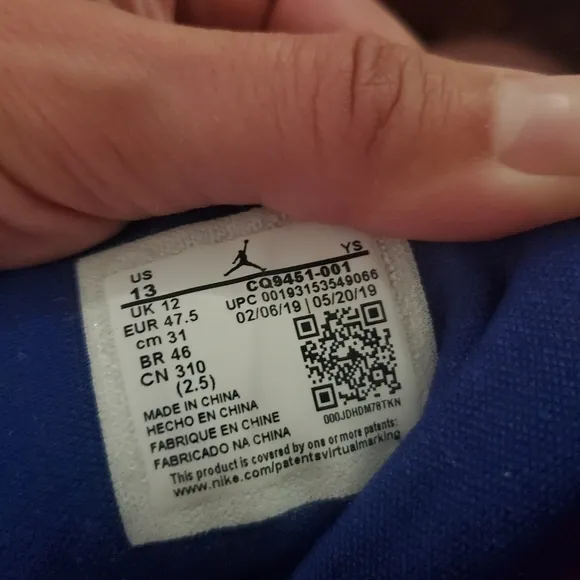 US
13
YS
UK 12
EUR 47.5
cm 31
BR 46
CN 310
(2.5)
CQ9451-001
UPC 00193153549066
02/06/19 | 05/20/19
000JDHDM78TKN
MADE IN CHINA
HECHO EN CHINA
FABRIQUE EN CHINE
FABRICADO NA CHINA
This product is covered by one or more patents:
www.nike.com/patentsvirtualmarking